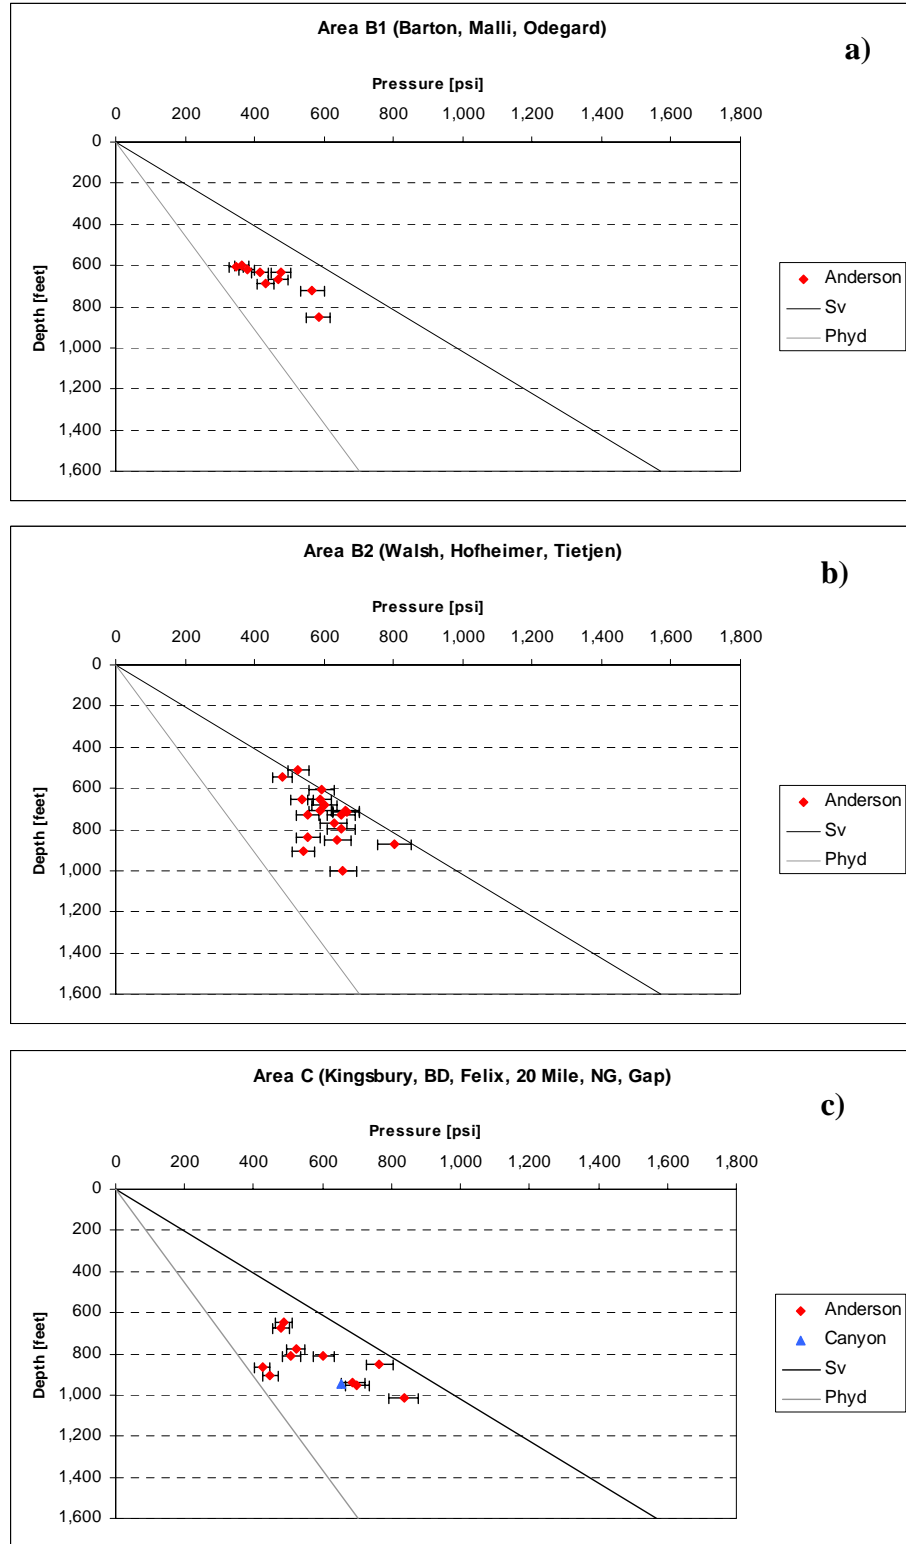 Area B1 (Barton, Malli, Odegard)
a)
Pressure [psi]
0 200 400 600 800 1,000 1,200 1,400 1,600 1,800
Depth [feet]
0
200
400
600
800
1,000
1,200
1,400
1,600
Anderson
Sv
Phyd
Area B2 (Walsh, Hofheimer, Tietjen)
b)
Pressure [psi]
0 200 400 600 800 1,000 1,200 1,400 1,600 1,800
Depth [feet]
0
200
400
600
800
1,000
1,200
1,400
1,600
Anderson
Sv
Phyd
Area C (Kingsbury, BD, Felix, 20 Mile, NG, Gap)
c)
Pressure [psi]
0 200 400 600 800 1,000 1,200 1,400 1,600 1,800
Depth [feet]
0
200
400
600
800
1,000
1,200
1,400
1,600
Anderson
Canyon
Sv
Phyd